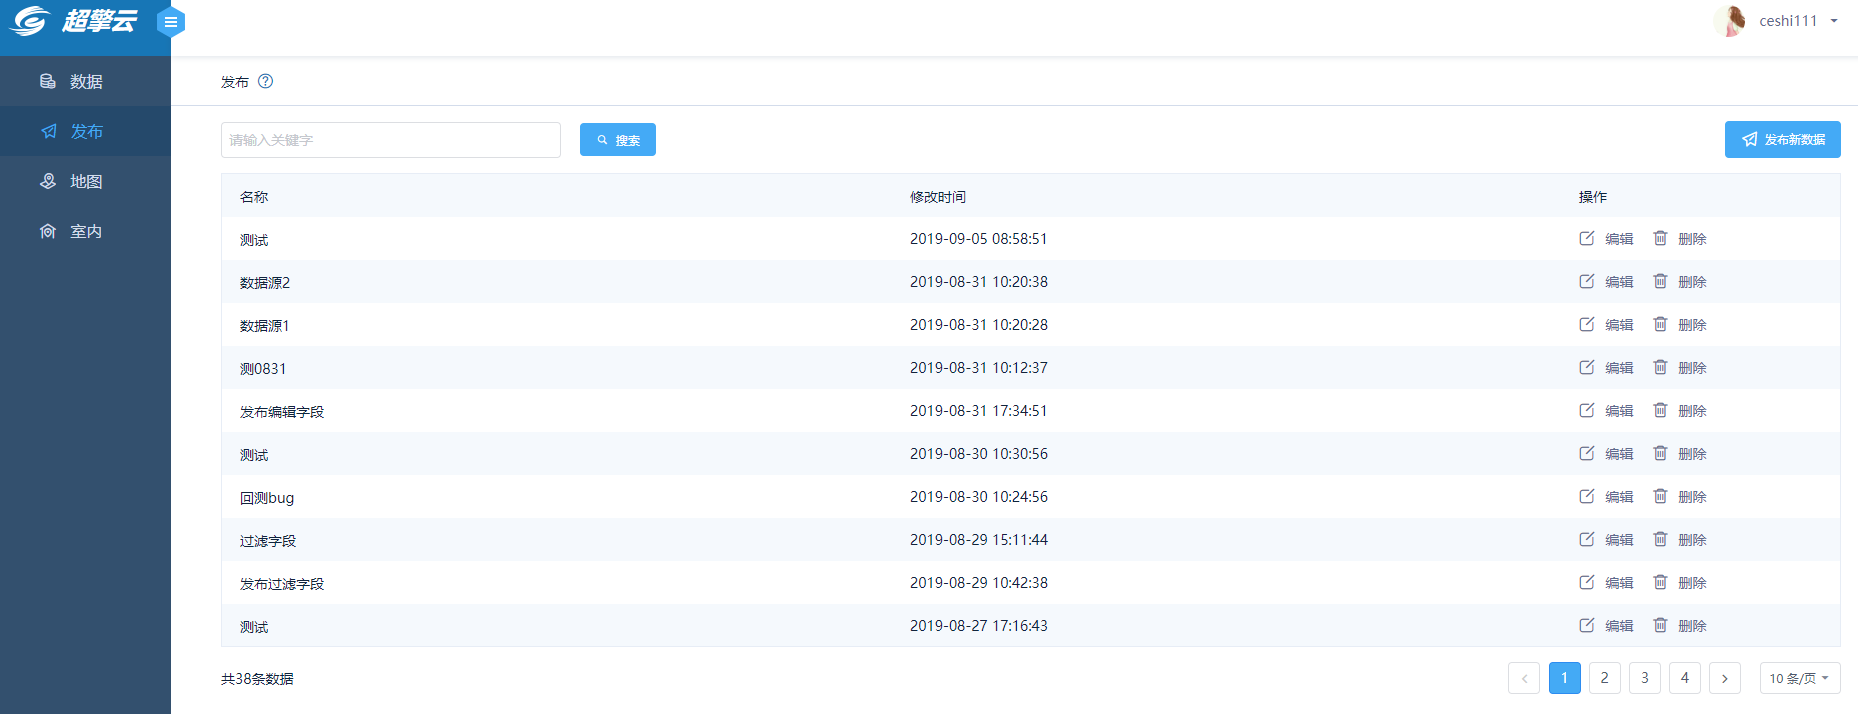 超擎云
ceshi111
数据
发布
地图
室内
发布
请输入关键字 搜索 发布新数据
名称 修改时间 操作
测试 2019-09-05 08:58:51 编辑 删除
数据源2 2019-08-31 10:20:38 编辑 删除
数据源1 2019-08-31 10:20:28 编辑 删除
测0831 2019-08-31 10:12:37 编辑 删除
发布编辑字段 2019-08-31 17:34:51 编辑 删除
测试 2019-08-30 10:30:56 编辑 删除
回测bug 2019-08-30 10:24:56 编辑 删除
过滤字段 2019-08-29 15:11:44 编辑 删除
发布过滤字段 2019-08-29 10:42:38 编辑 删除
测试 2019-08-27 17:16:43 编辑 删除
共38条数据 1 2 3 4 10 条/页